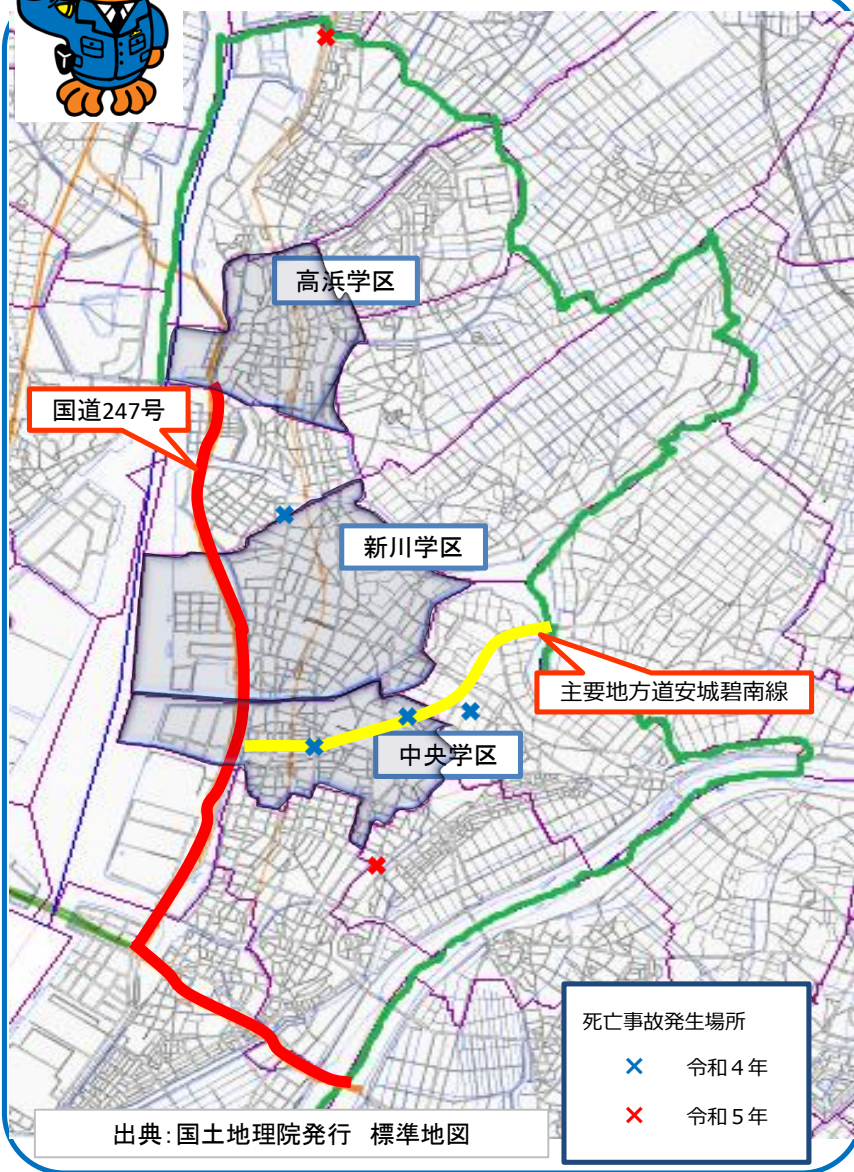 高浜学区
国道247号
新川学区
主要地方道安城碧南線
中央学区
死亡事故発生場所
× 令和４年
× 令和５年
出典：国土地理院発行 標準地図